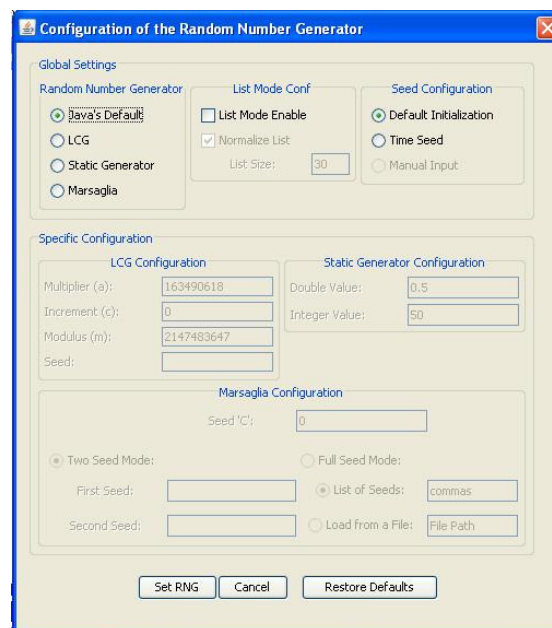 Configuration of the Random Number Generator
Global Settings
Random Number Generator
Java's Default
LCG
Static Generator
Marsaglia
List Mode Conf
List Mode Enable
Normalize List
List Size: 30
Seed Configuration
Default Initialization
Time Seed
Manual Input
Specific Configuration
LCG Configuration
Multiplier (a): 163490618
Increment (c): 0
Modulus (m): 2147483647
Seed:
Static Generator Configuration
Double Value: 0.5
Integer Value: 50
Marsaglia Configuration
Seed 'C': 0
Two Seed Mode:
First Seed:
Second Seed:
Full Seed Mode:
List of Seeds: commas
Load from a File: File Path
Set RNG Cancel Restore Defaults